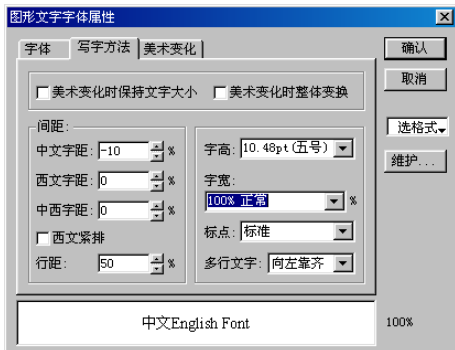 图形文字字体属性
字体 写字方法 美术变化
确认
取消
选格式
维护...
美术变化时保持文字大小 美术变化时整体变换
间距:
中文字距: -10 %
西文字距: 0 %
中西字距: 0 %
西文紧排
行距: 50 %
字高: 10.48pt(五号)
字宽:
100% 正常 %
标点: 标准
多行文字: 向左靠齐
中文English Font
100%